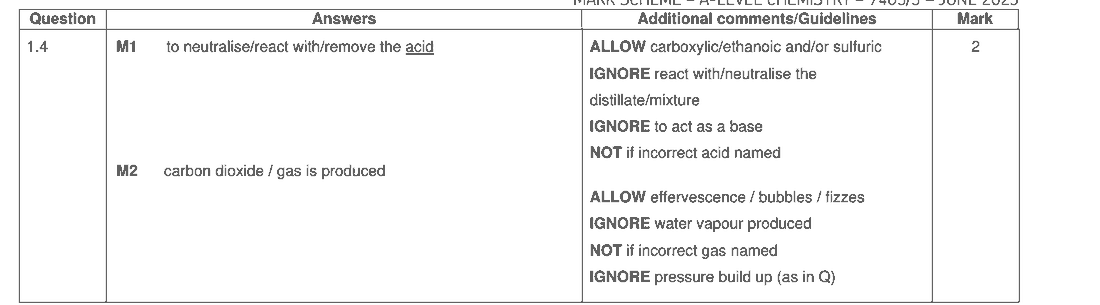 MARK SCHEME – A-LEVEL CHEMISTRY – 7405/3 – JUNE 2023
Question Answers Additional comments/Guidelines Mark
1.4 M1 to neutralise/react with/remove the acid ALLOW carboxylic/ethanoic and/or sulfuric 2
IGNORE react with/neutralise the
distillate/mixture
IGNORE to act as a base
NOT if incorrect acid named
M2 carbon dioxide / gas is produced
ALLOW effervescence / bubbles / fizzes
IGNORE water vapour produced
NOT if incorrect gas named
IGNORE pressure build up (as in Q)